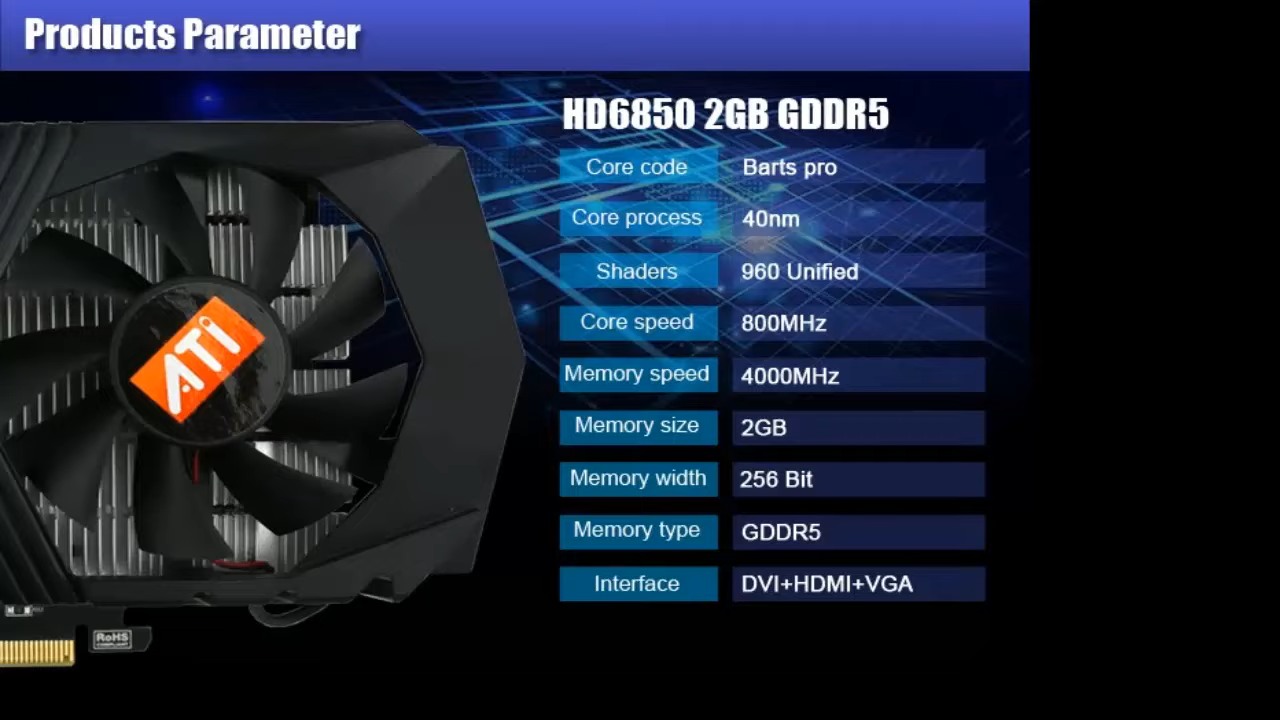 Products Parameter
HD6850 2GB GDDR5
Core code Barts pro
Core process 40nm
Shaders 960 Unified
Core speed 800MHz
Memory speed 4000MHz
Memory size 2GB
Memory width 256 Bit
Memory type GDDR5
Interface DVI+HDMI+VGA
ATI
RoHS